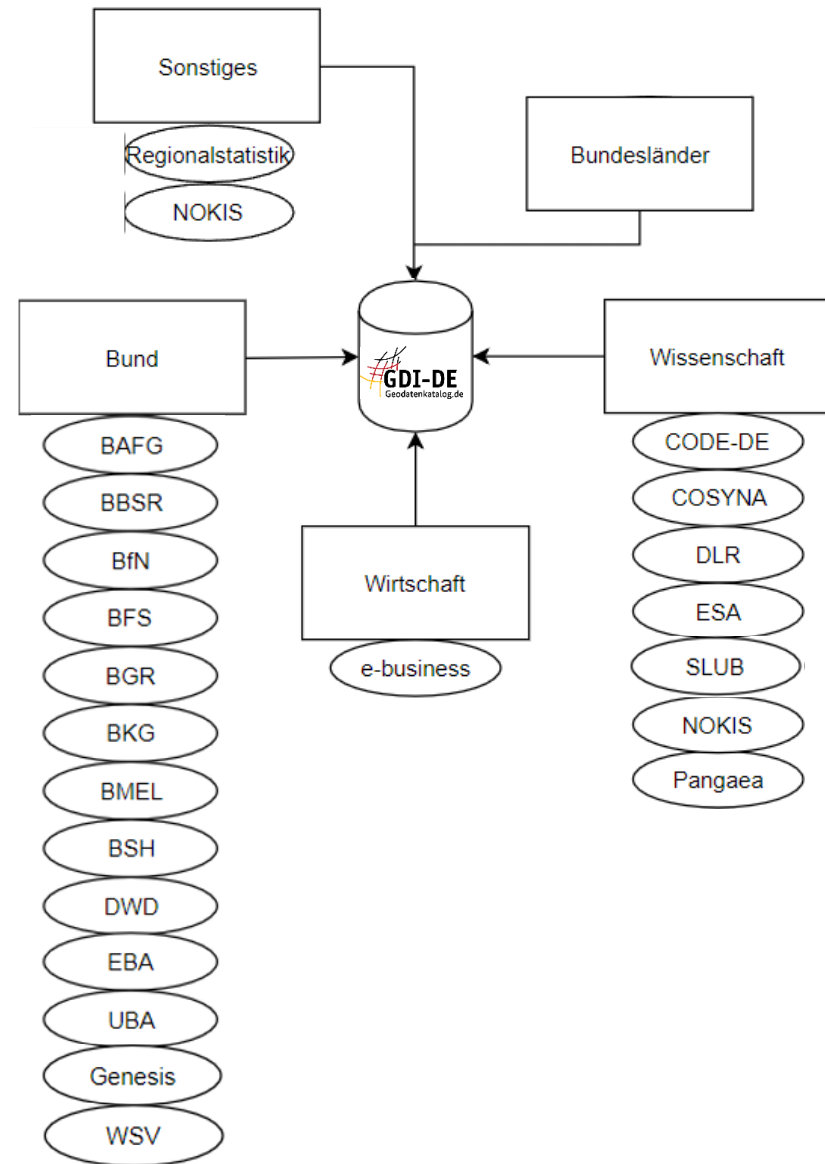 Sonstiges
Regionalstatistik
NOKIS
Bundesländer
Bund
BAFG
BBSR
BfN
BFS
BGR
BKG
BMEL
BSH
DWD
EBA
UBA
Genesis
WSV
GDI-DE
Geodatenkatalog.de
Wirtschaft
e-business
Wissenschaft
CODE-DE
COSYNA
DLR
ESA
SLUB
NOKIS
Pangaea